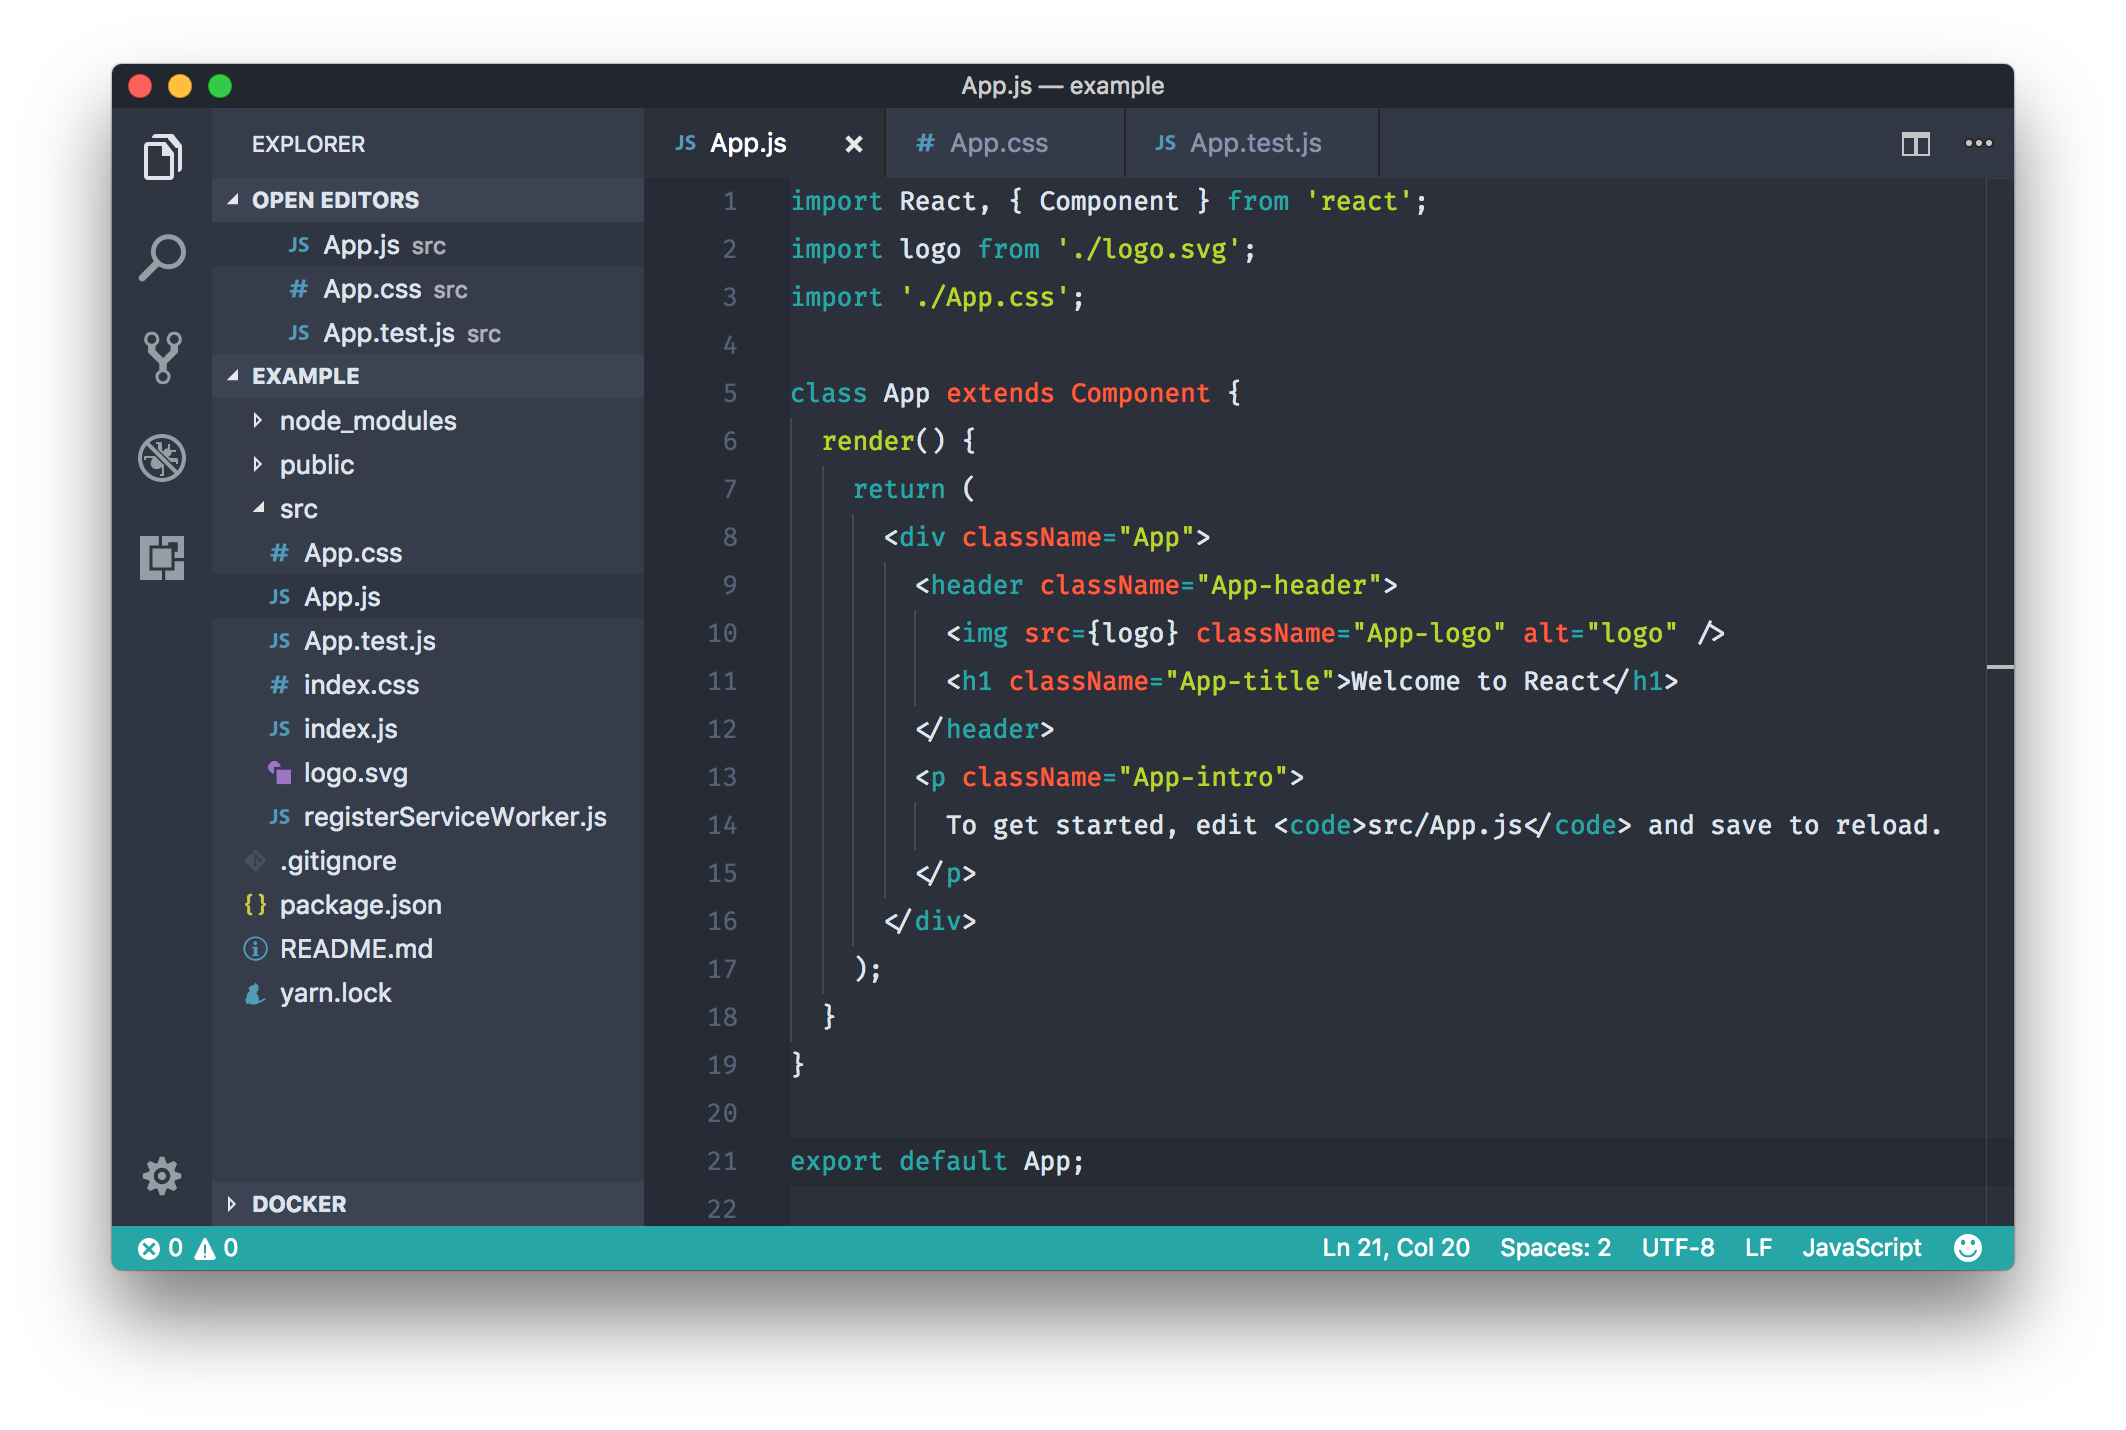 App.js — example
EXPLORER
OPEN EDITORS
JS App.js src
# App.css src
JS App.test.js src
EXAMPLE
node_modules
public
src
# App.css
JS App.js
JS App.test.js
# index.css
JS index.js
logo.svg
JS registerServiceWorker.js
.gitignore
{} package.json
README.md
yarn.lock
DOCKER
JS App.js
# App.css
JS App.test.js
1 import React, { Component } from 'react';
2 import logo from './logo.svg';
3 import './App.css';
4
5 class App extends Component {
6   render() {
7     return (
8       <div className="App">
9         <header className="App-header">
10           <img src={logo} className="App-logo" alt="logo" />
11           <h1 className="App-title">Welcome to React</h1>
12         </header>
13         <p className="App-intro">
14           To get started, edit <code>src/App.js</code> and save to reload.
15         </p>
16       </div>
17     );
18   }
19 }
20
21 export default App;
22
0 0
Ln 21, Col 20 Spaces: 2 UTF-8 LF JavaScript